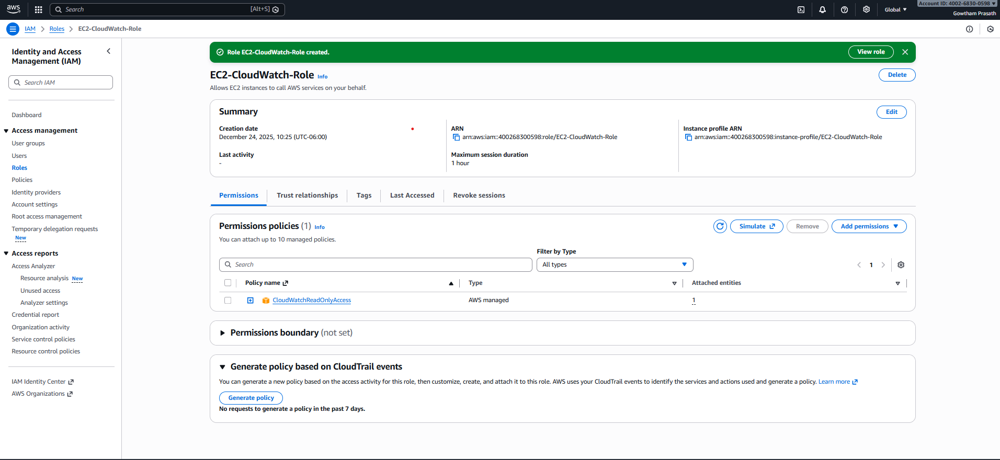 aws
Search [Alt+S]
Global
Account ID: 4002-6830-0598
Gowtham Prasath
IAM Roles EC2-CloudWatch-Role
Identity and Access
Management (IAM)
Search IAM
Dashboard
Access management
User groups
Users
Roles
Policies
Identity providers
Account settings
Root access management
Temporary delegation requests
New
Access reports
Access Analyzer
Resource analysis New
Unused access
Analyzer settings
Credential report
Organization activity
Service control policies
Resource control policies
IAM Identity Center
AWS Organizations
Role EC2-CloudWatch-Role created.
View role
EC2-CloudWatch-Role Info
Delete
Allows EC2 instances to call AWS services on your behalf.
Summary
Edit
Creation date
December 24, 2025, 10:25 (UTC-06:00)
Last activity
-
ARN
arn:aws:iam::400268300598:role/EC2-CloudWatch-Role
Maximum session duration
1 hour
Instance profile ARN
arn:aws:iam::400268300598:instance-profile/EC2-CloudWatch-Role
Permissions Trust relationships Tags Last Accessed Revoke sessions
Permissions policies (1) Info
Simulate Remove Add permissions
You can attach up to 10 managed policies.
Filter by Type
Search All types 1
Policy name Type Attached entities
CloudWatchReadOnlyAccess AWS managed 1
Permissions boundary (not set)
Generate policy based on CloudTrail events
You can generate a new policy based on the access activity for this role, then customize, create, and attach it to this role. AWS uses your CloudTrail events to identify the services and actions used and generate a policy. Learn more
Generate policy
No requests to generate a policy in the past 7 days.